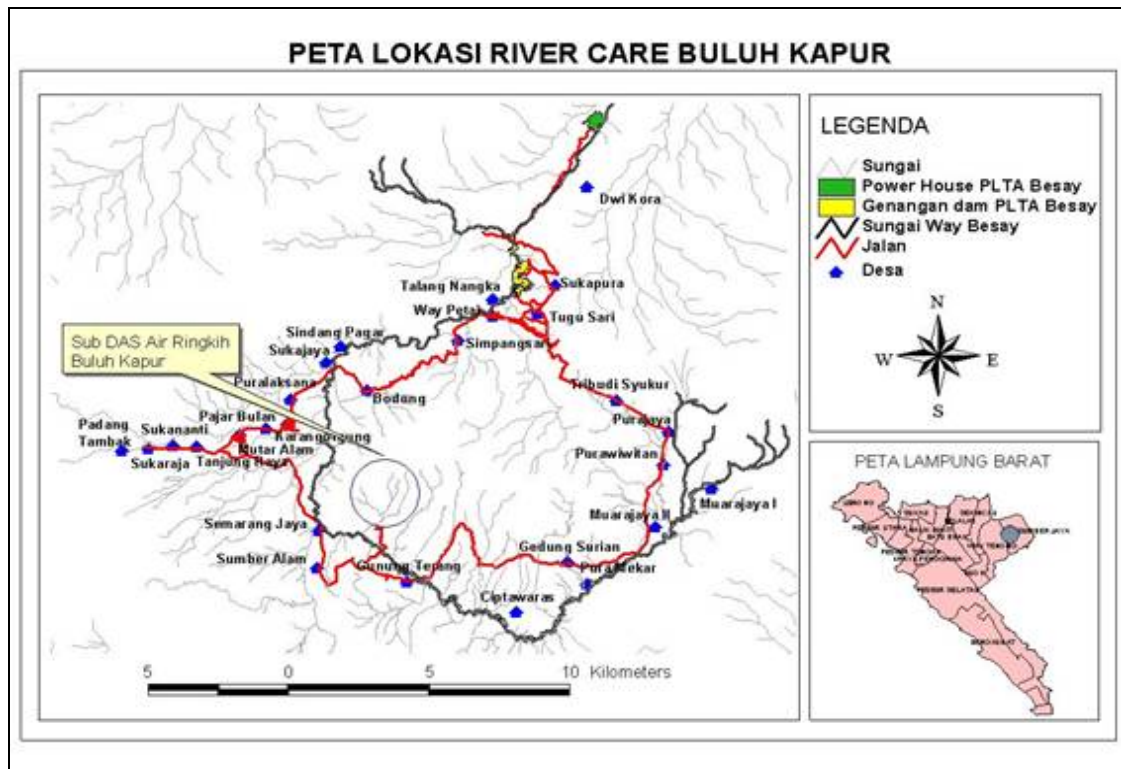 PETA LOKASI RIVER CARE BULUH KAPUR
Dwi Kora
Talang Nangka
Sukapura
Way Petai
Tugu Sari
Sindang Pagar
Simpangsari
Sukajaya
Sub DAS Air Ringkih
Buluh Kapur
Puralaksana
Bodong
Tribudi Syukur
Pajar Bulan
Purajaya
Padang
Tambak
Sukananti
Mutar Alam
Sukaraja
Tanjung Raya
Purawiwitan
Muarajaya I
Semarang Jaya
Muarajaya II
Sumber Alam
Gunung Terang
Gedung Surian
Pura Mekar
Ciptawaras
5 0 5 10 Kilometers
LEGENDA
Sungai
Power House PLTA Besay
Genangan dam PLTA Besay
Sungai Way Besay
Jalan
Desa
N
W E
S
PETA LAMPUNG BARAT